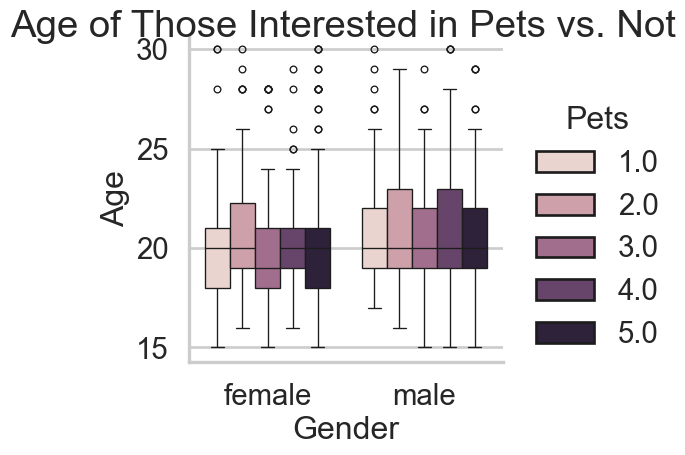 Age of Those Interested in Pets vs. Not
30
25
20
15
Age
female
male
Gender
Pets
1.0
2.0
3.0
4.0
5.0